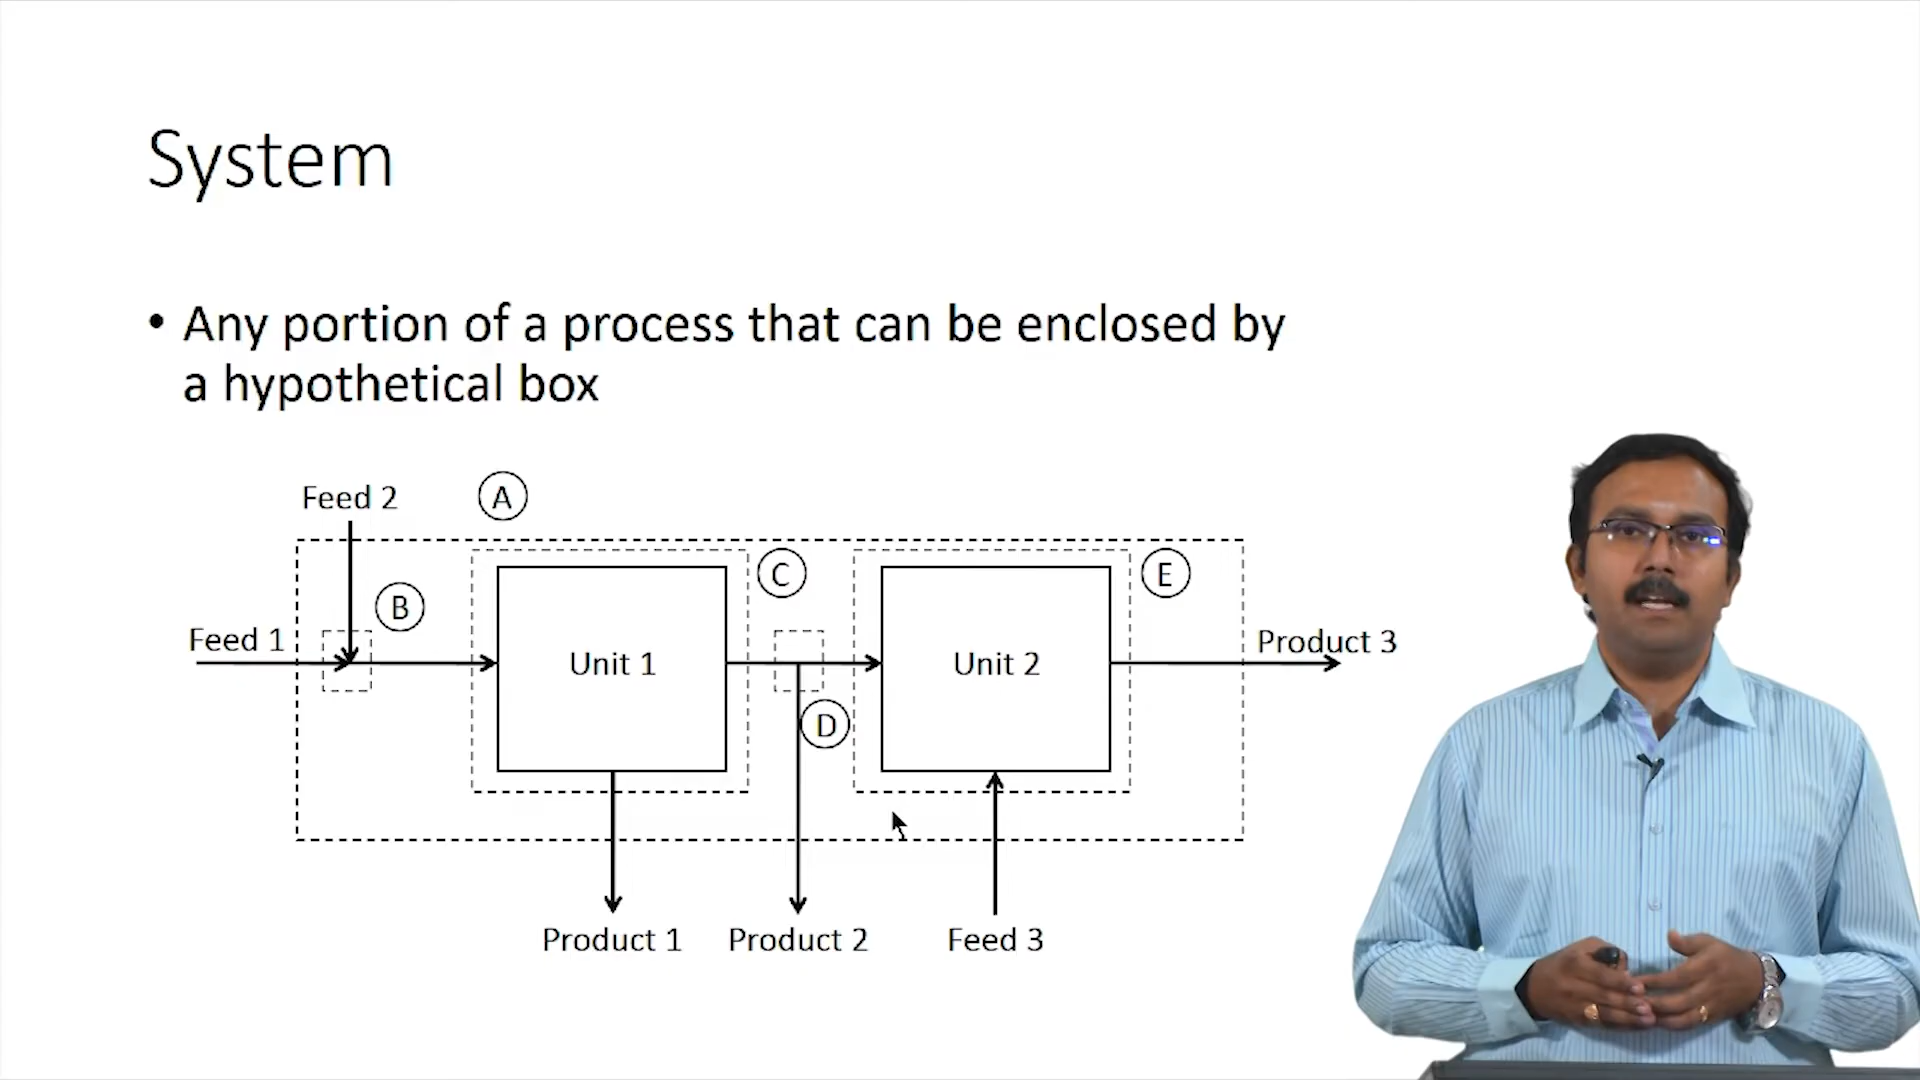 System
• Any portion of a process that can be enclosed by
a hypothetical box
Feed 2
A
B
C
E
Feed 1
Unit 1
Unit 2
Product 3
D
Product 1
Product 2
Feed 3